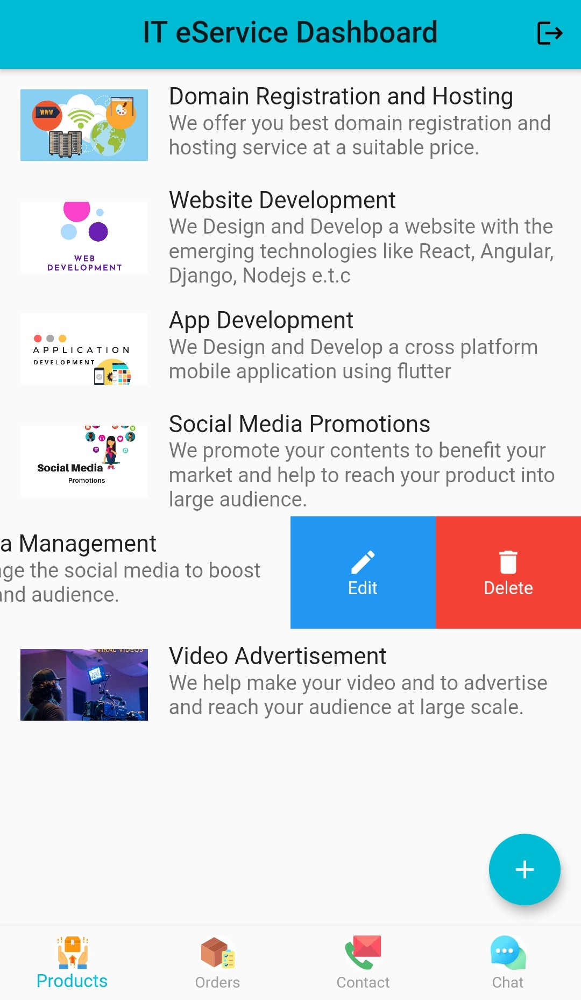 IT eService Dashboard
WWW
Domain Registration and Hosting
We offer you best domain registration and
hosting service at a suitable price.
WEB
DEVELOPMENT
Website Development
We Design and Develop a website with the
emerging technologies like React, Angular,
Django, Nodejs e.t.c
APPLICATION
DEVELOPMENT
App Development
We Design and Develop a cross platform
mobile application using flutter
Social Media
Promotions
Social Media Promotions
We promote your contents to benefit your
market and help to reach your product into
large audience.
a Management
age the social media to boost
and audience.
Edit
Delete
VIRAL VIDEOS
Video Advertisement
We help make your video and to advertise
and reach your audience at large scale.
Products
Orders
Contact
Chat